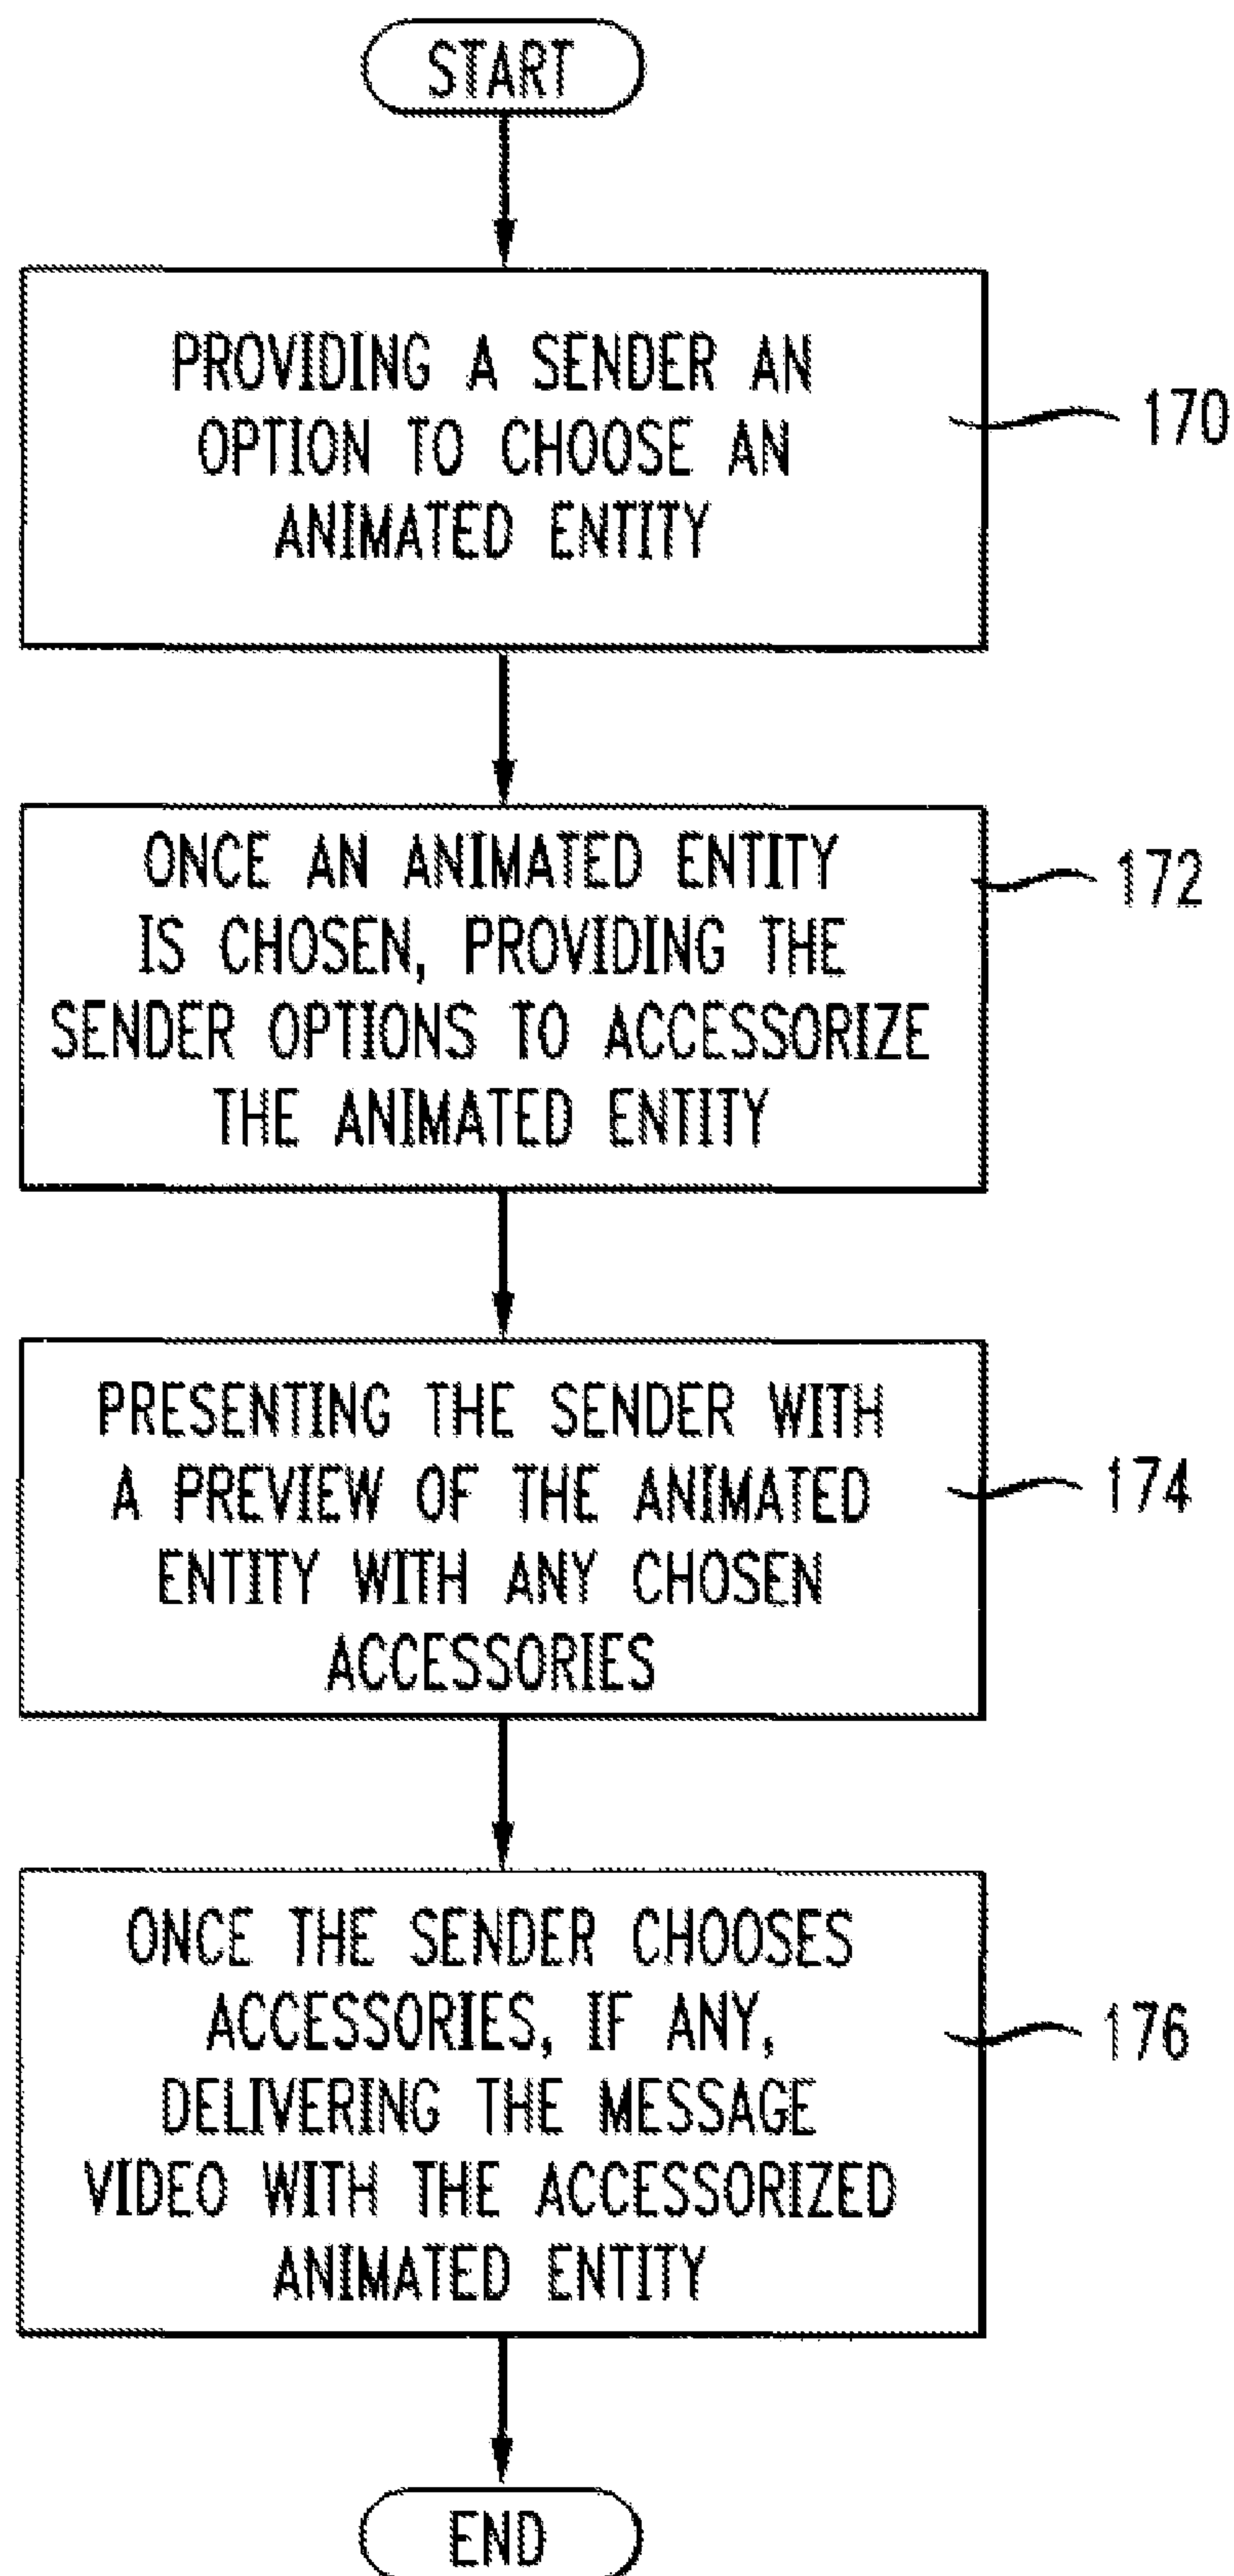 START
PROVIDING A SENDER AN
OPTION TO CHOOSE AN
ANIMATED ENTITY
170
ONCE AN ANIMATED ENTITY
IS CHOSEN, PROVIDING THE
SENDER OPTIONS TO ACCESSORIZE
THE ANIMATED ENTITY
172
PRESENTING THE SENDER WITH
A PREVIEW OF THE ANIMATED
ENTITY WITH ANY CHOSEN
ACCESSORIES
174
ONCE THE SENDER CHOOSES
ACCESSORIES, IF ANY,
DELIVERING THE MESSAGE
VIDEO WITH THE ACCESSORIZED
ANIMATED ENTITY
176
END